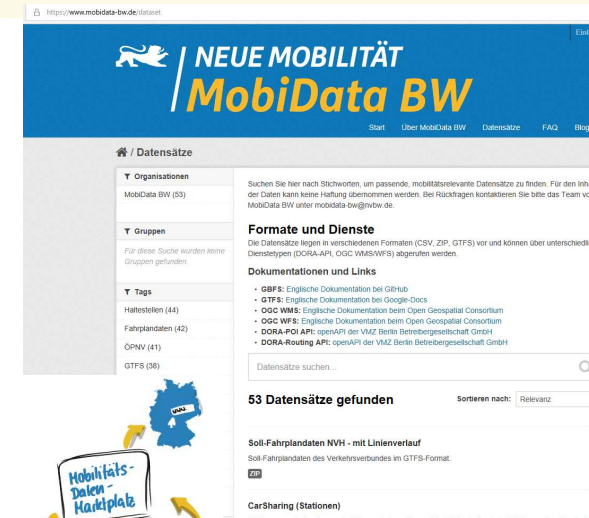 https://www.mobidata-bw.de/dataset
NEUE MOBILITÄT
MobiData BW
Start Über MobiData BW Datensätze FAQ Blog
/ Datensätze
Organisationen
MobiData BW (53)
Gruppen
Für diese Suche wurden keine
Gruppen gefunden.
Tags
Haltestellen (44)
Fahrplandaten (42)
ÖPNV (41)
GTFS (38)
Mobilitäts-
Daten-
Marktplatz
Suchen Sie hier nach Stichworten, um passende, mobilitätsrelevante Datensätze zu finden. Für den
der Daten kann keine Haftung übernommen werden. Bei Rückfragen kontaktieren Sie bitte das Team
MobiData BW unter mobidata-bw@nvbw.de.
Formate und Dienste
Die Datensätze liegen in verschiedenen Formaten (CSV, ZIP, GTFS) vor und können über
Dienstetypen (DORA-API, OGC WMS/WFS) abgerufen werden.
Dokumentationen und Links
• GBFS: Englische Dokumentation bei GitHub
• GTFS: Englische Dokumentation bei Google-Docs
• OGC WMS: Englische Dokumentation beim Open Geospatial Consortium
• OGC WFS: Englische Dokumentation beim Open Geospatial Consortium
• DORA-POI API: openAPI der VMZ Berlin Betreibergesellschaft GmbH
• DORA-Routing API: openAPI der VMZ Berlin Betreibergesellschaft GmbH
Datensätze suchen...
53 Datensätze gefunden Sortieren nach: Relevanz
Soll-Fahrplandaten NVH - mit Linienverlauf
Soll-Fahrplandaten des Verkehrsverbundes im GTFS-Format.
ZIP
CarSharing (Stationen)